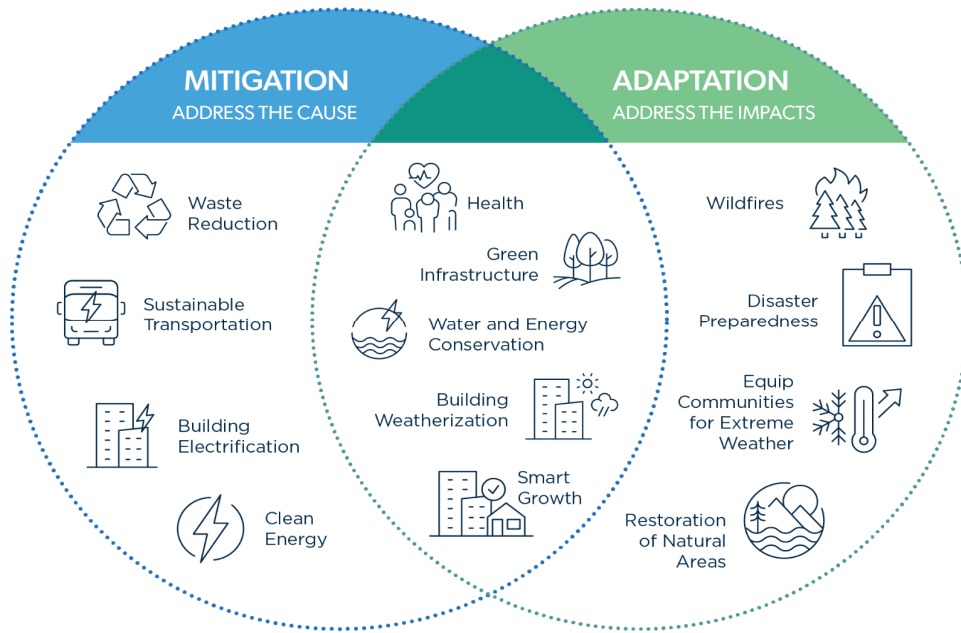 MITIGATION
ADDRESS THE CAUSE
ADAPTATION
ADDRESS THE IMPACTS
Waste
Reduction
Sustainable
Transportation
Building
Electrification
Clean
Energy
Health
Green
Infrastructure
Water and Energy
Conservation
Building
Weatherization
Smart
Growth
Wildfires
Disaster
Preparedness
Equip
Communities
for Extreme
Weather
Restoration
of Natural
Areas